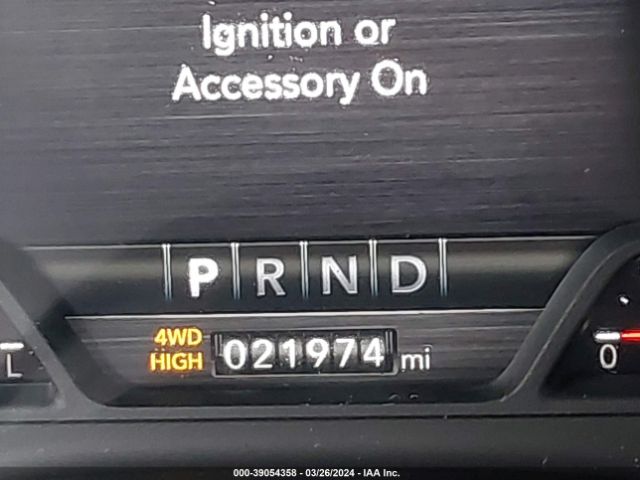 Ignition or
Accessory On
P R N D
4WD
HIGH 021974 mi
L
0
000-39054358 - 03/26/2024 - IAA Inc.